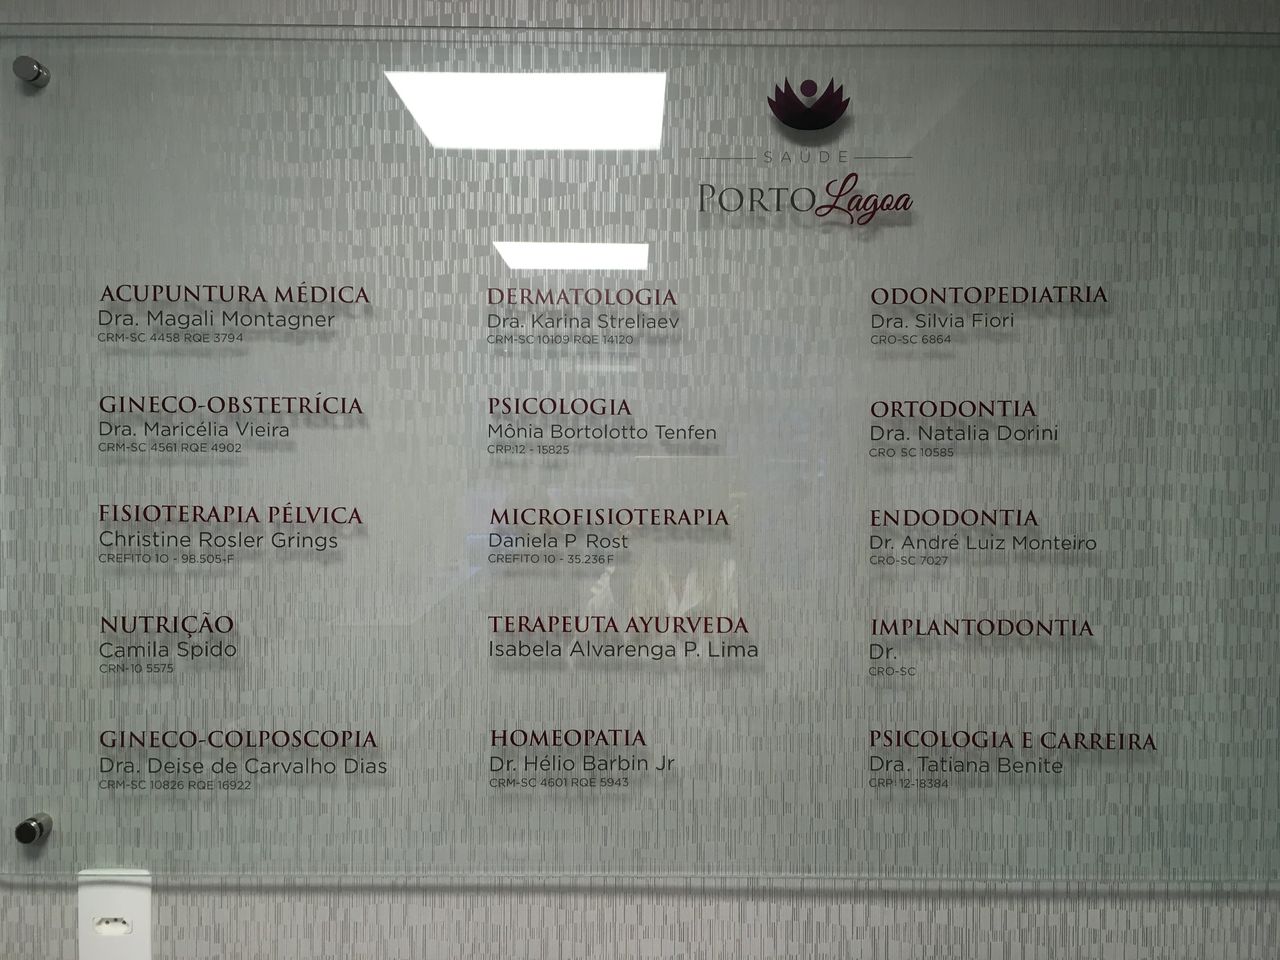 SAÚDE
PORTO Lagoa
ACUPUNTURA MÉDICA
Dra. Magali Montagner
CRM-SC 4458 RQE 3794
GINECO-OBSTETRÍCIA
Dra. Maricélia Vieira
CRM-SC 4561 RQE 4902
FISIOTERAPIA PÉLVICA
Christine Rosler Grings
CREFITO 10 - 98.505-F
NUTRIÇÃO
Camila Spido
CRN-10 5575
GINECO-COLPOSCOPIA
Dra. Deise de Carvalho Dias
CRM-SC 10826 RQE 16922
DERMATOLOGIA
Dra. Karina Streliaev
CRM-SC 10109 RQE 14120
PSICOLOGIA
Mônia Bortolotto Tenfen
CRP:12 - 15825
MICROFISIOTERAPIA
Daniela P. Rost
CREFITO 10 - 35.236 F
TERAPEUTA AYURVEDA
Isabela Alvarenga P. Lima
HOMEOPATIA
Dr. Hélio Barbin Jr
CRM-SC 4601 RQE 5943
ODONTOPEDIATRIA
Dra. Silvia Fiori
CRO-SC 6864
ORTODONTIA
Dra. Natalia Dorini
CRO SC 10585
ENDODONTIA
Dr. André Luiz Monteiro
CRO-SC 7027
IMPLANTODONTIA
Dr.
CRO-SC
PSICOLOGIA E CARREIRA
Dra. Tatiana Benite
CRP: 12-18384